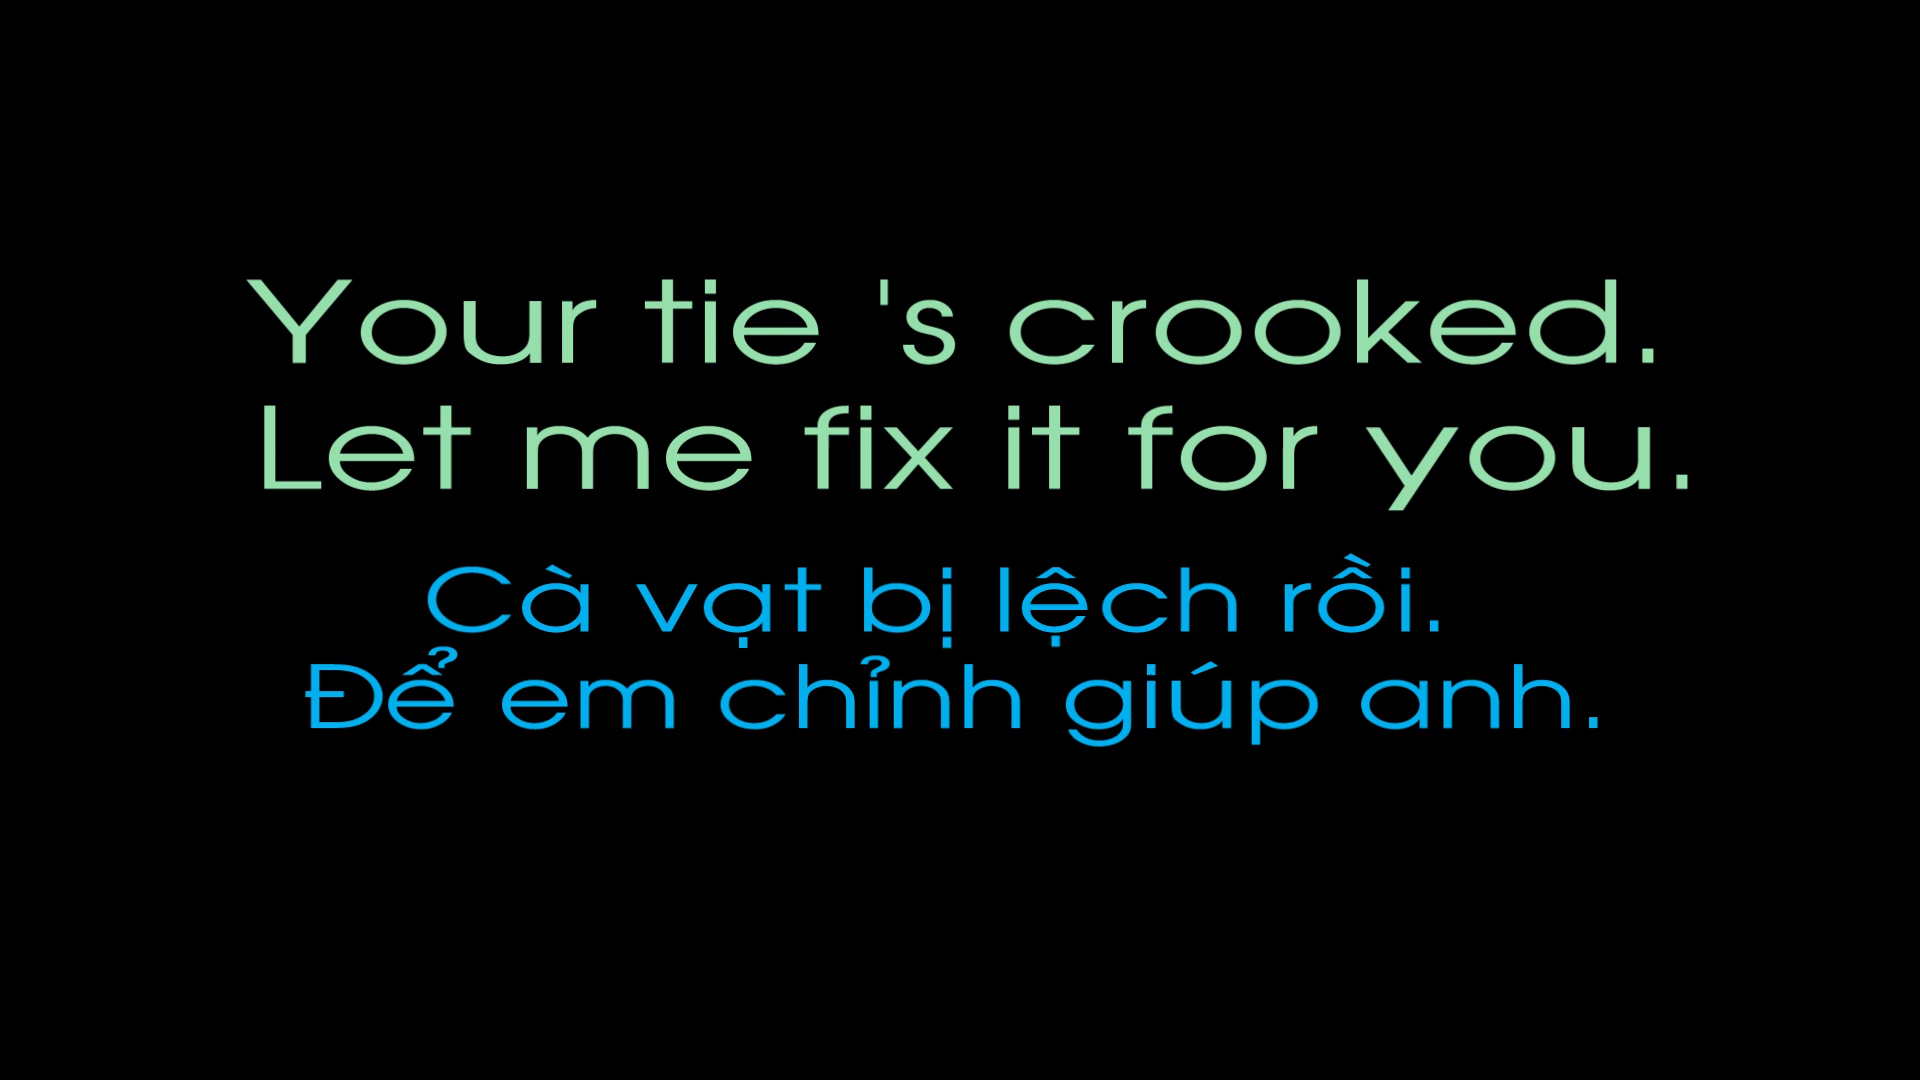 Your tie 's crooked.
Let me fix it for you.
Cà vạt bị lệch rồi.
Để em chỉnh giúp anh.